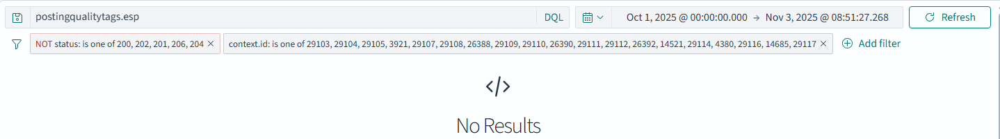 postingqualitytags.esp DQL Oct 1, 2025 @ 00:00:00.000 → Nov 3, 2025 @ 08:51:27.268 Refresh
NOT status: is one of 200, 202, 201, 206, 204 × context.id: is one of 29103, 29104, 29105, 3921, 29107, 29108, 26388, 29109, 29110, 26390, 29111, 29112, 26392, 14521, 29114, 4380, 29116, 14685, 29117 × Add filter
</>
No Results